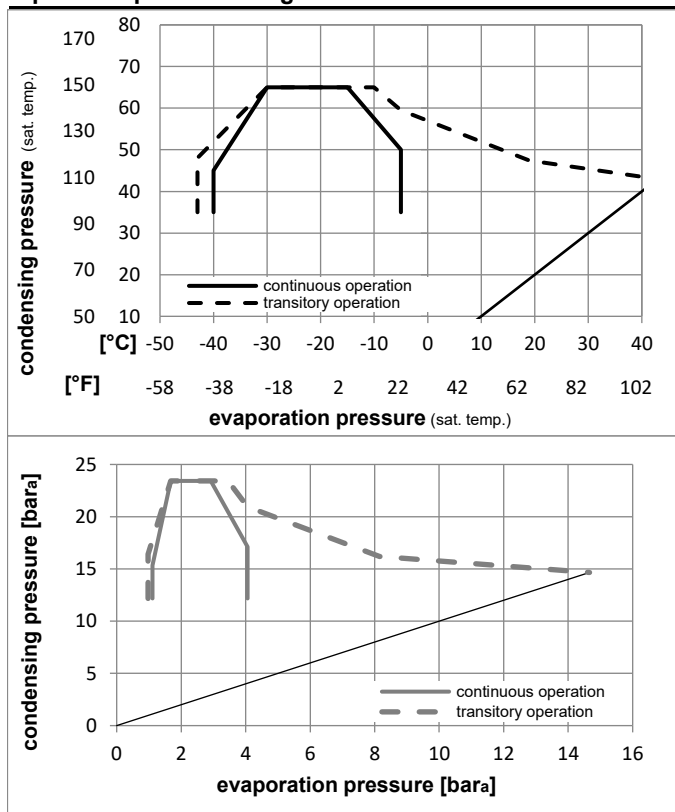 170 80
150 70
130 60
50
110 40
90 30
70 20
50 10
condensing pressure (sat. temp.)
continuous operation
transitory operation
[°C] -50 -40 -30 -20 -10 0 10 20 30 40
[°F] -58 -38 -18 2 22 42 62 82 102
evaporation pressure (sat. temp.)
25
20
15
10
5
0
condensing pressure [bara]
continuous operation
transitory operation
0 2 4 6 8 10 12 14 16
evaporation pressure [bara]